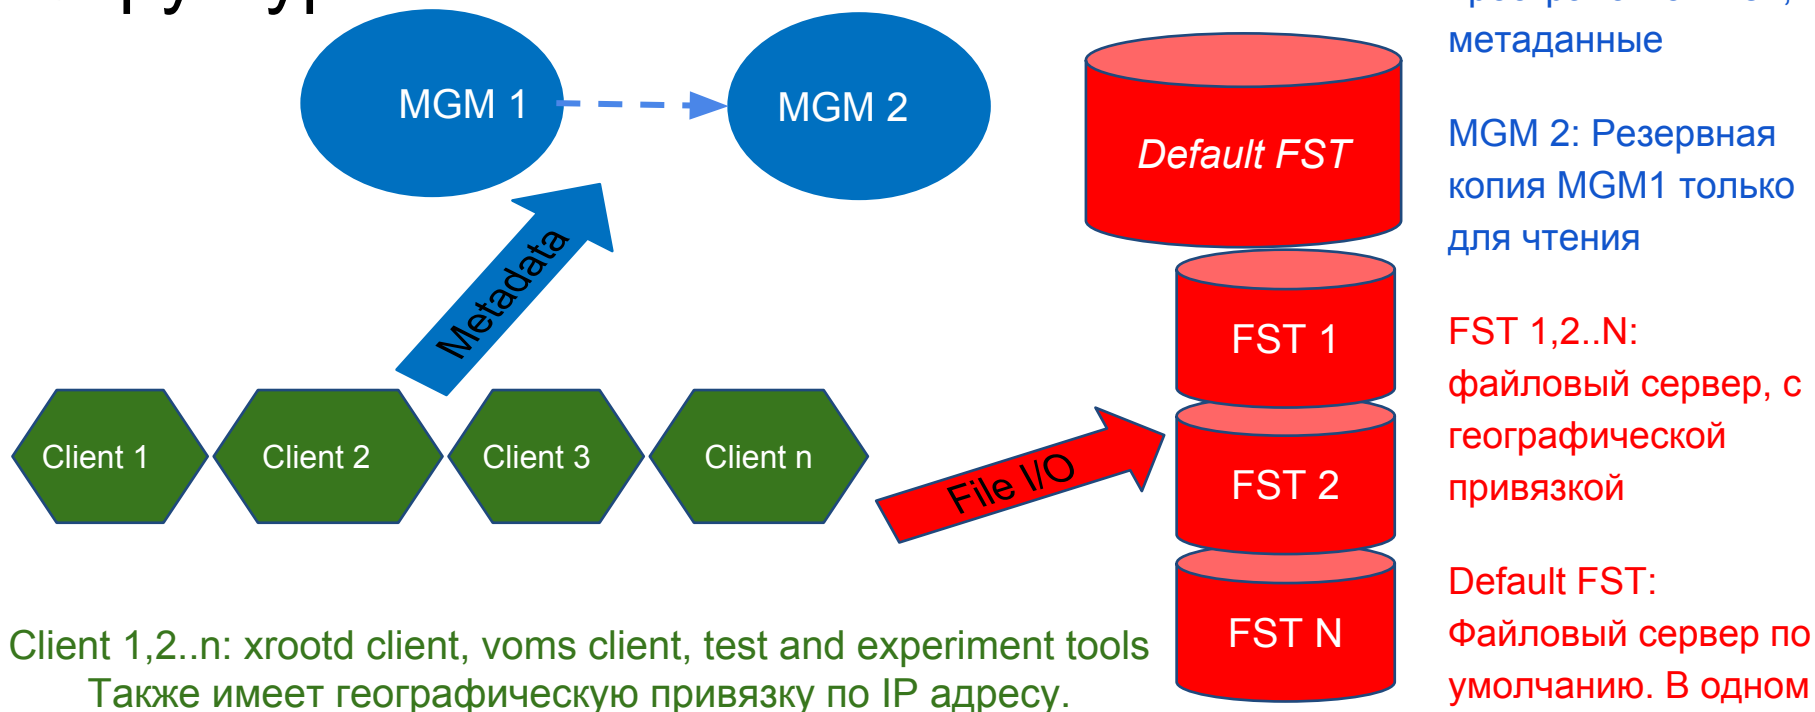 метаданные
MGM 1
MGM 2
Default FST
MGM 2: Резервная
копия MGM1 только
для чтения
Metadata
FST 1
FST 1,2..N:
файловый сервер, с
географической
привязкой
Client 1
Client 2
Client 3
Client n
File I/O
FST 2
FST N
Default FST:
Файловый сервер по
умолчанию. В одном
Client 1,2..n: xrootd client, voms client, test and experiment tools
Также имеет географическую привязку по IP адресу.